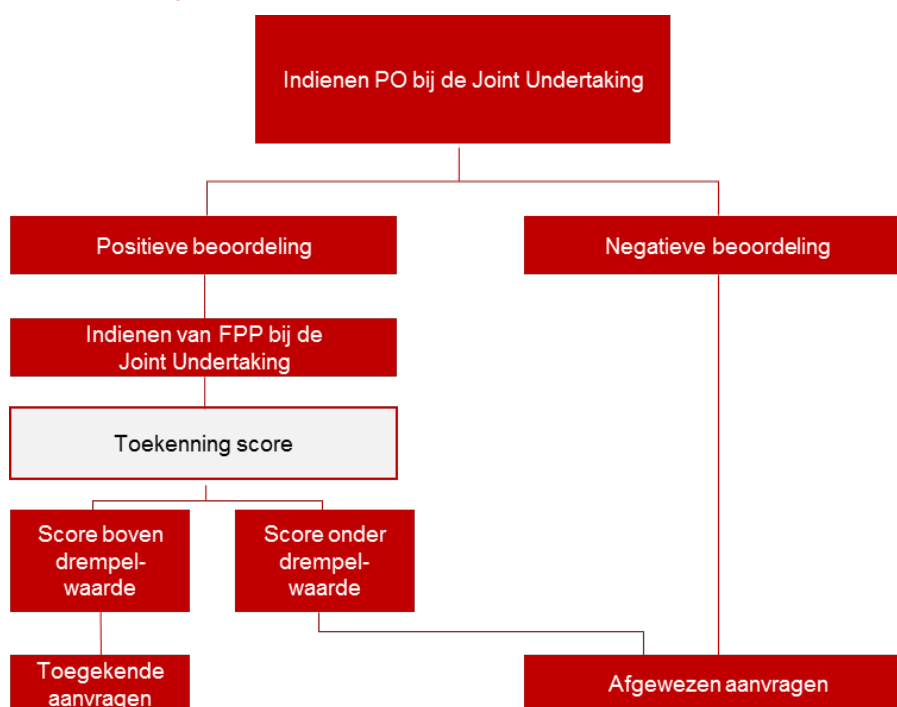 Indienen PO bij de Joint Undertaking
Positieve beoordeling
Negatieve beoordeling
Indienen van FPP bij de
Joint Undertaking
Toekenning score
Score boven
drempel-
waarde
Score onder
drempel-
waarde
Toegekende
aanvragen
Afgewezen aanvragen